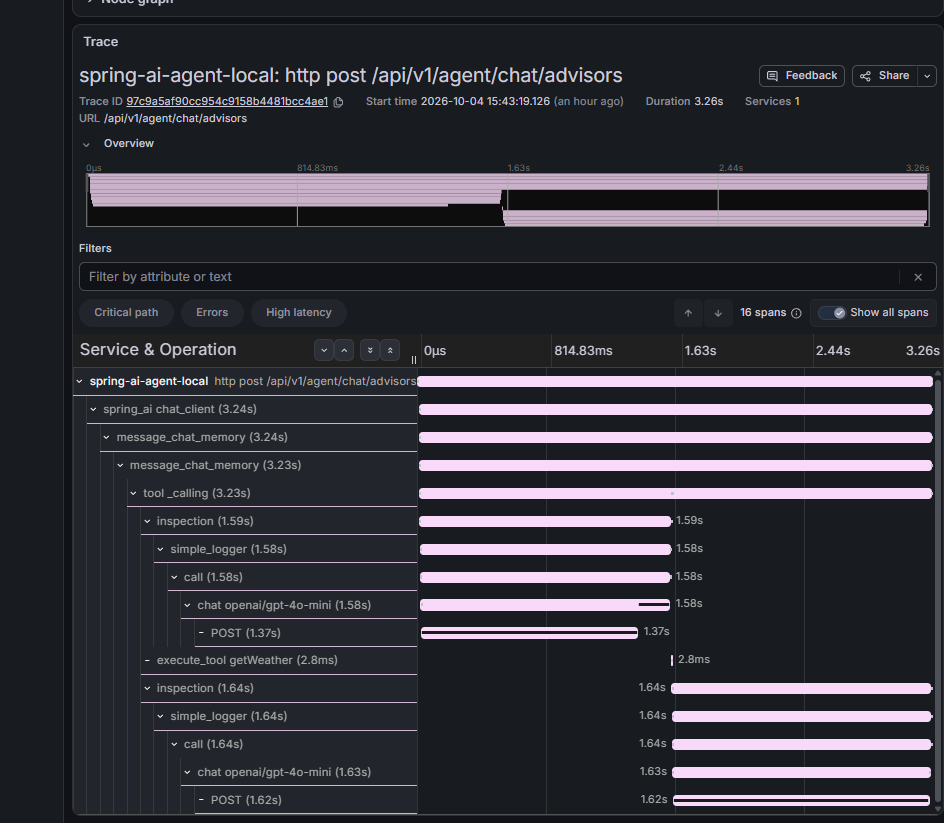 Node graph
Trace
spring-ai-agent-local: http post /api/v1/agent/chat/advisors
Feedback
Share
Trace ID 97c9a5af90cc954c9158b4481bcc4ae1 Start time 2026-10-04 15:43:19.126 (an hour ago) Duration 3.26s Services 1
URL /api/v1/agent/chat/advisors
Overview
0μs 814.83ms 1.63s 2.44s 3.26s
Filters
Filter by attribute or text
Critical path Errors High latency 16 spans Show all spans
Service & Operation 0μs 814.83ms 1.63s 2.44s 3.26s
spring-ai-agent-local http post /api/v1/agent/chat/advisors
spring_ai chat_client (3.24s)
message_chat_memory (3.24s)
message_chat_memory (3.23s)
tool _calling (3.23s)
inspection (1.59s) 1.59s
simple_logger (1.58s) 1.58s
call (1.58s) 1.58s
chat openai/gpt-4o-mini (1.58s) 1.58s
POST (1.37s) 1.37s
execute_tool getWeather (2.8ms) 2.8ms
inspection (1.64s) 1.64s
simple_logger (1.64s) 1.64s
call (1.64s) 1.64s
chat openai/gpt-4o-mini (1.63s) 1.63s
POST (1.62s) 1.62s